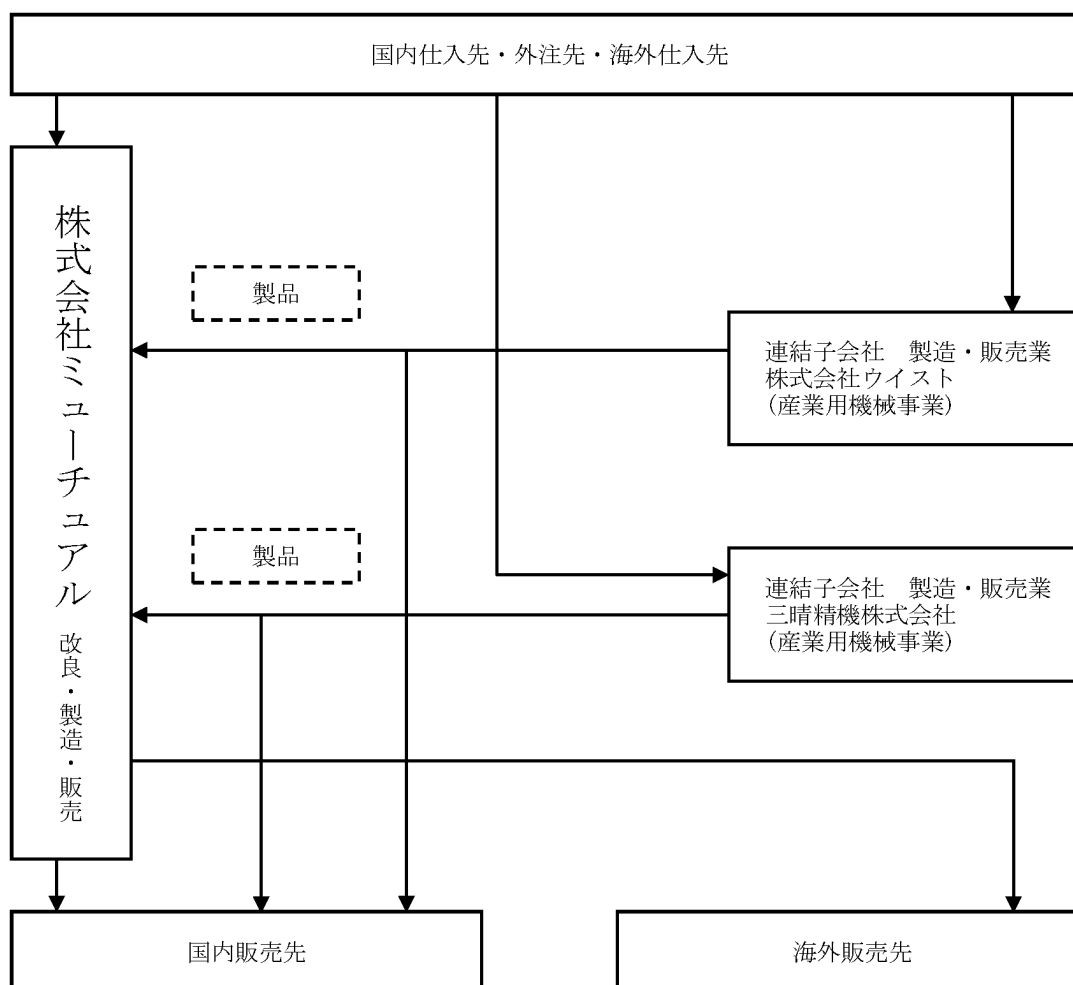 国内仕入先・外注先・海外仕入先
株式会社ミューチュアル 改良・製造・販売
製品
連結子会社　製造・販売業
株式会社ウイスト
(産業用機械事業)
製品
連結子会社　製造・販売業
三晴精機株式会社
(産業用機械事業)
国内販売先
海外販売先